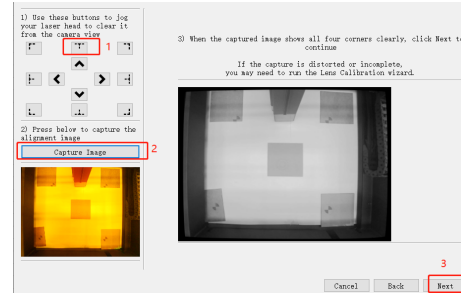 1) Use these buttons to jog
your laser head to clear it
from the camera view
1
2) Press below to capture the
alignment image
Capture Image
2
3) When the captured image shows all four corners clearly, click Next to
continue
If the capture is distorted or incomplete,
you may need to run the Lens Calibration wizard.
3
Cancel
Back
Next